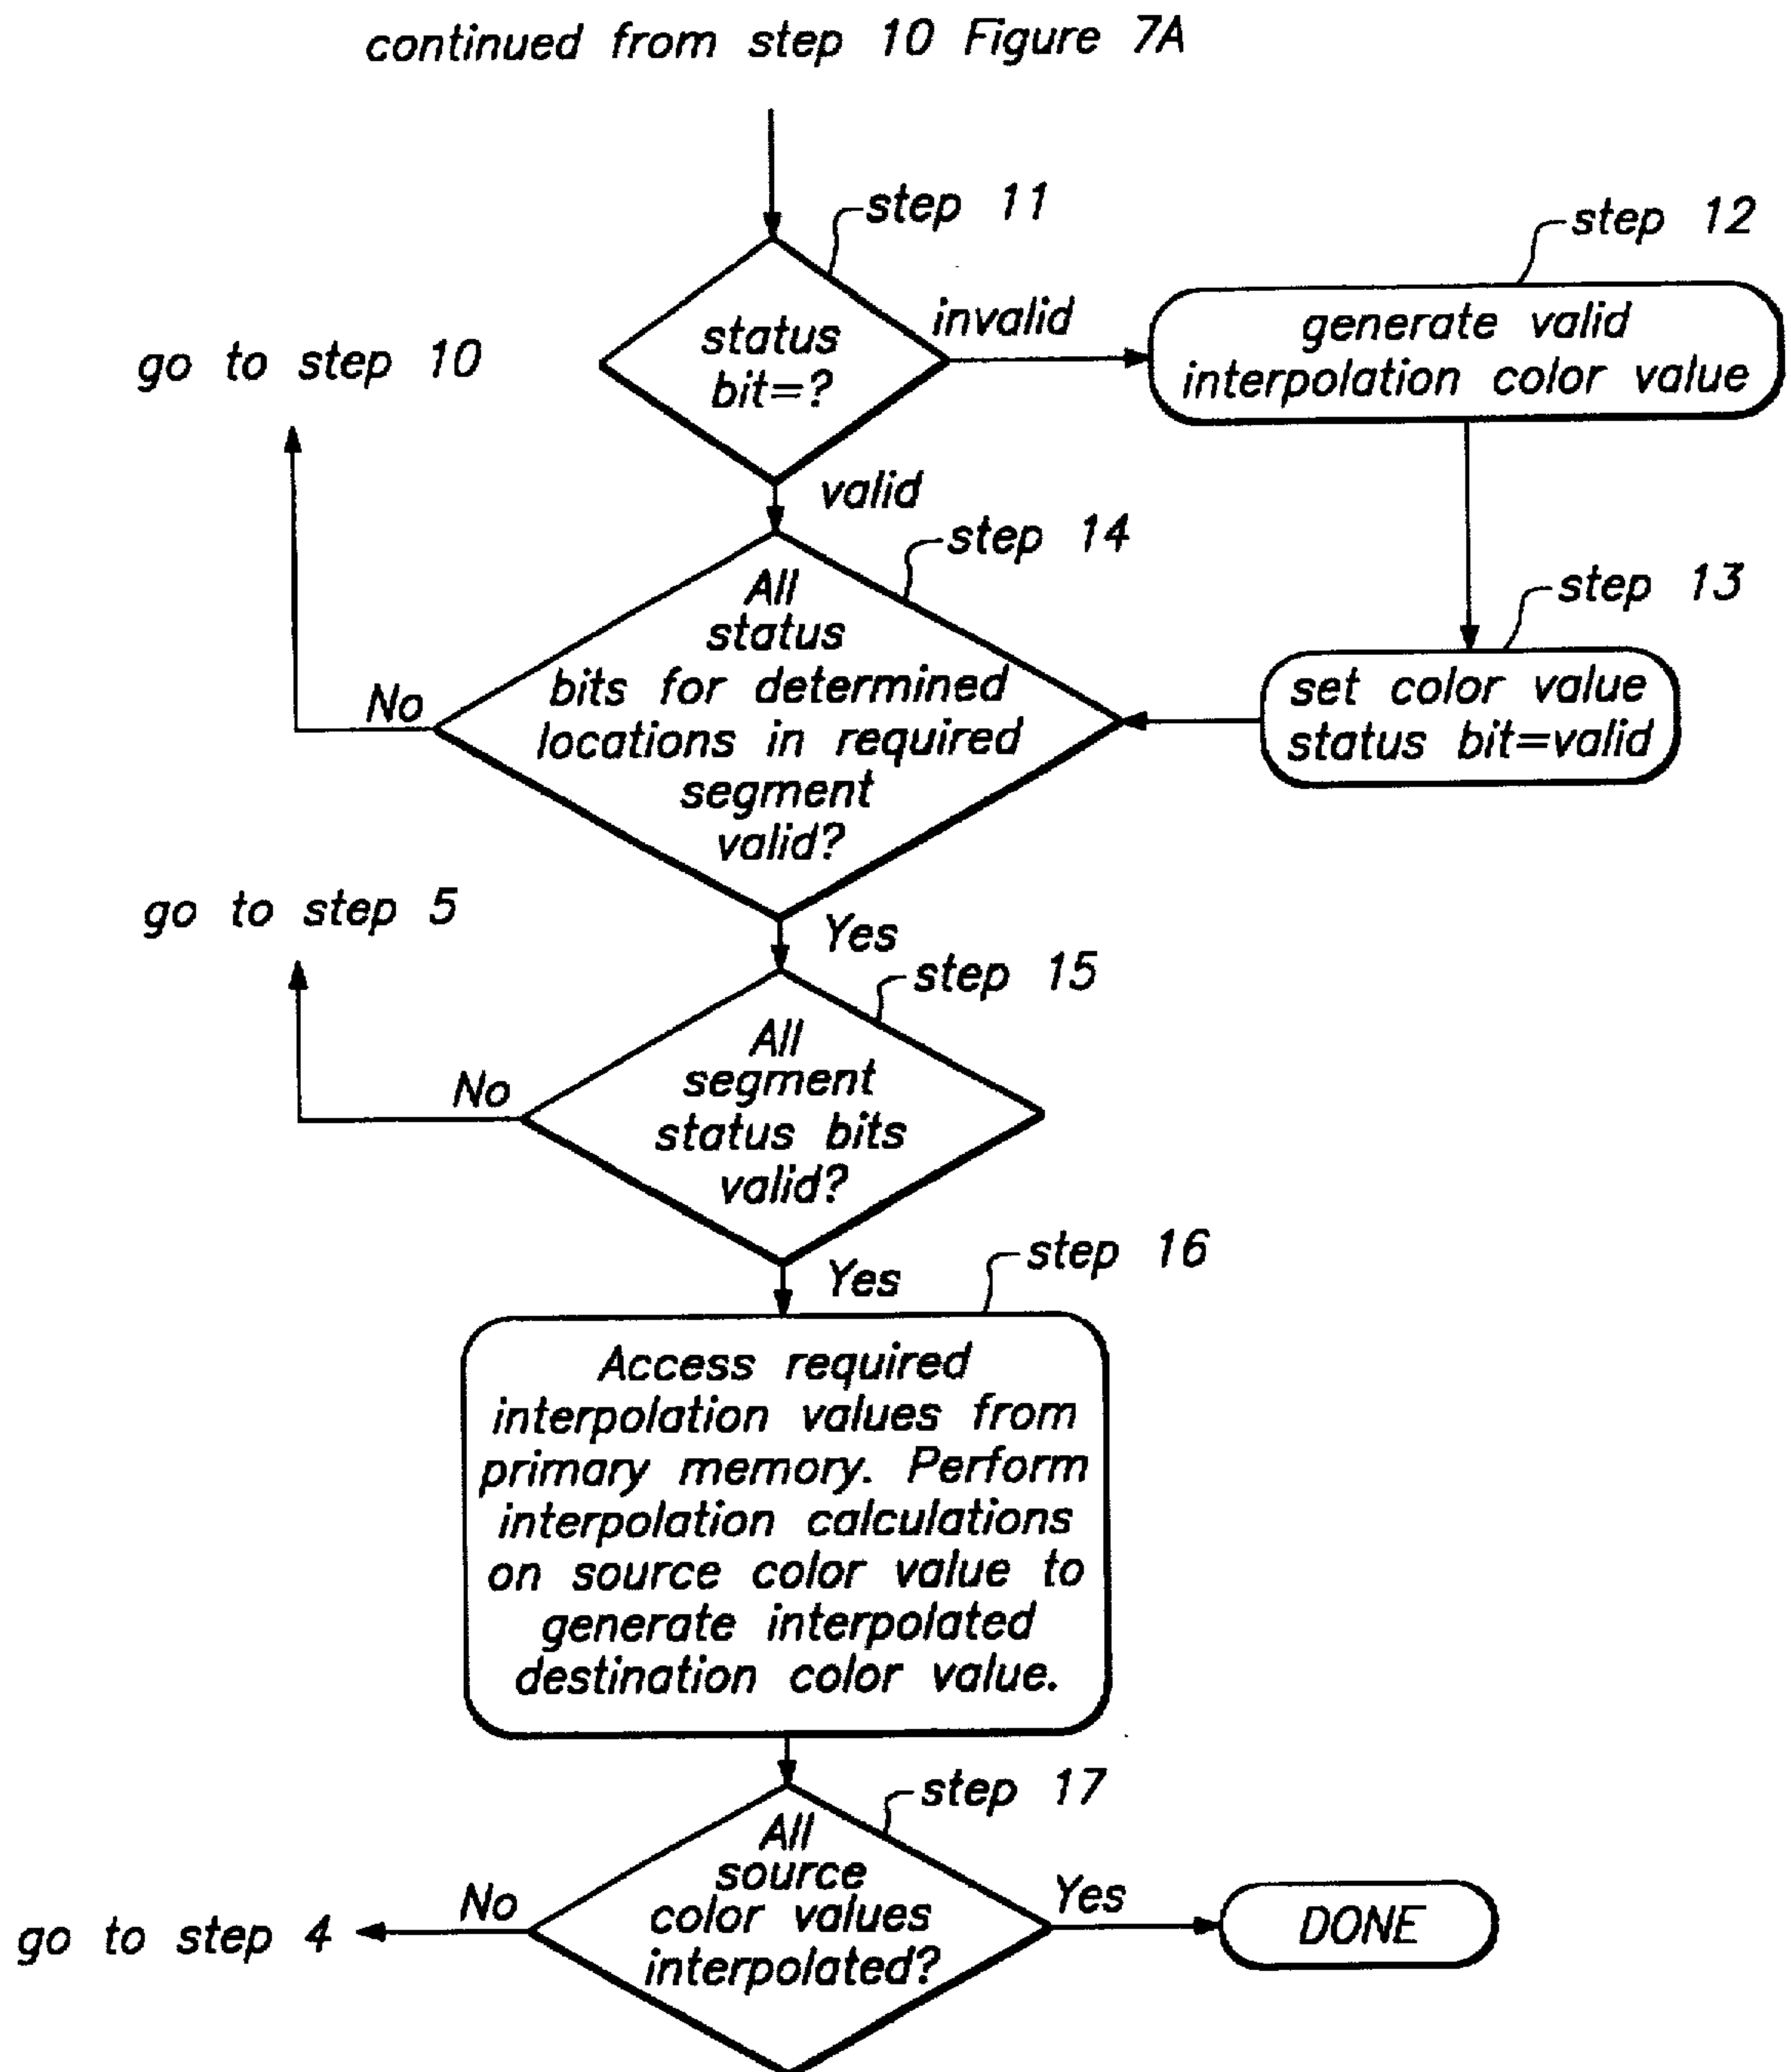 continued from step 10 Figure 7A
step 11
step 12
status
bit=?
invalid
generate valid
interpolation color value
go to step 10
valid
step 14
step 13
All
status
bits for determined
locations in required
segment
valid?
No
set color value
status bit=valid
go to step 5
Yes
step 15
All
segment
status bits
valid?
No
Yes
step 16
Access required
interpolation values from
primary memory. Perform
interpolation calculations
on source color value to
generate interpolated
destination color value.
step 17
All
source
color values
interpolated?
No
go to step 4
Yes
DONE